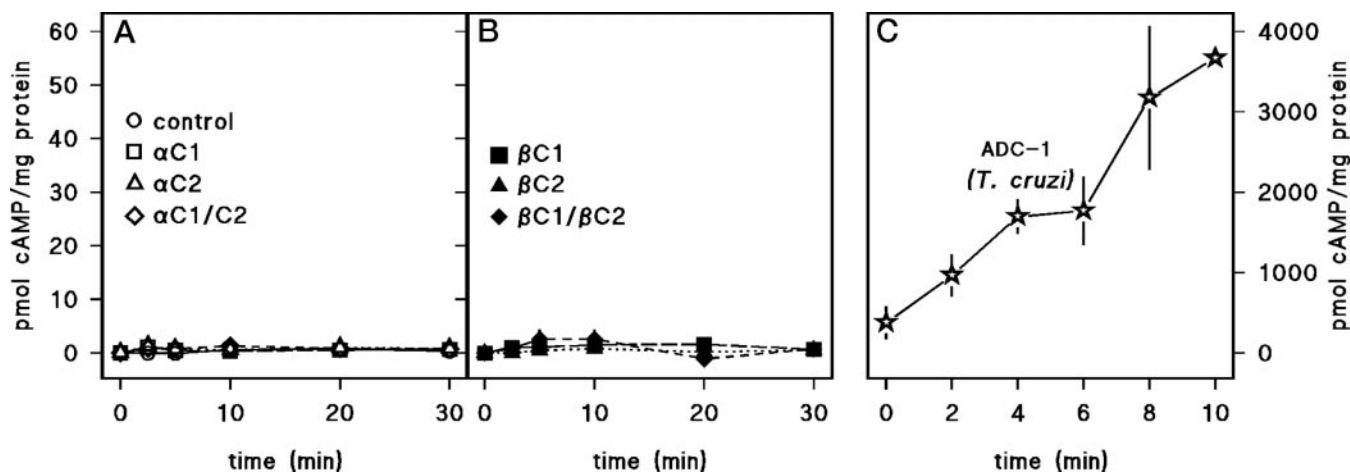 A
B
C
60
50
40
30
20
10
0
pmol cAMP/mg protein
control
αC1
αC2
αC1/C2
βC1
βC2
βC1/βC2
ADC-1
(T. cruzi)
4000
3000
2000
1000
0
pmol cAMP/mg protein
0 10 20 30
0 10 20 30
0 2 4 6 8 10
time (min)
time (min)
time (min)